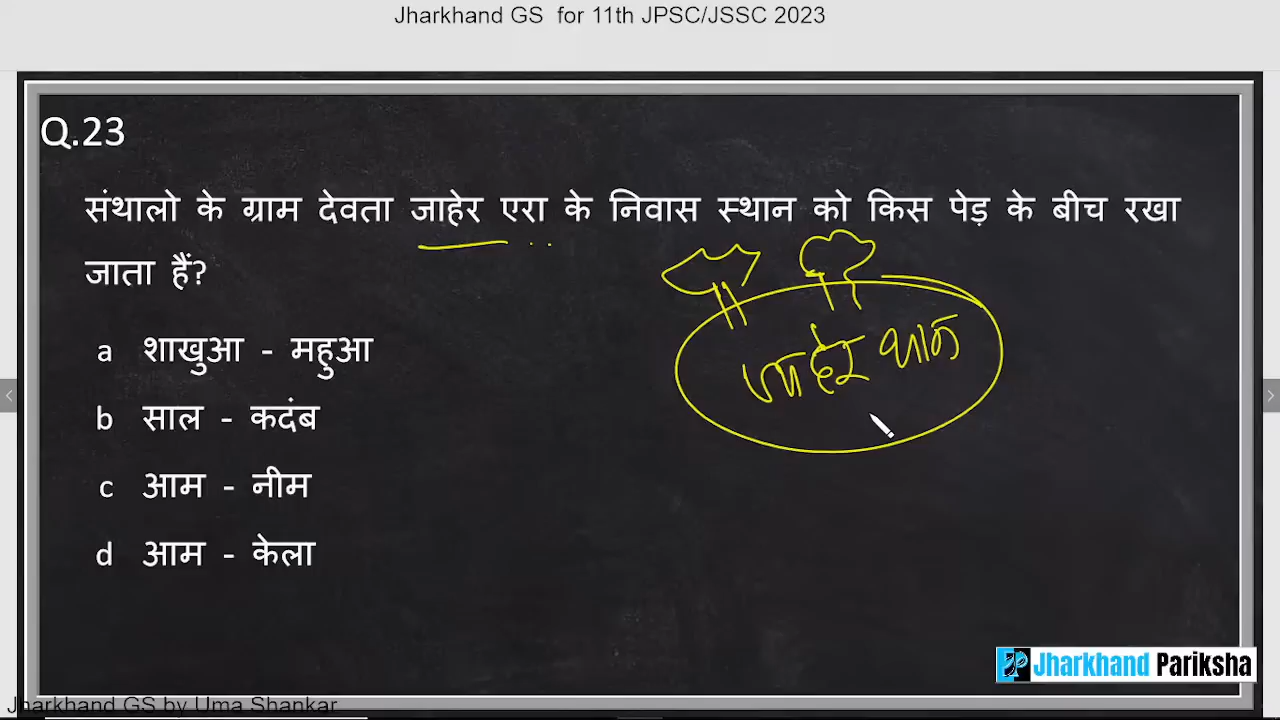 Jharkhand GS for 11th JPSC/JSSC 2023
Q.23
संथालो के ग्राम देवता जाहेर एरा के निवास स्थान को किस पेड़ के बीच रखा
जाता हैं?
a शाखुआ - महुआ
b साल - कदंब
c आम - नीम
d आम - केला
जाहेर थान
Jharkhand Pariksha
Jharkhand GS by Uma Shankar